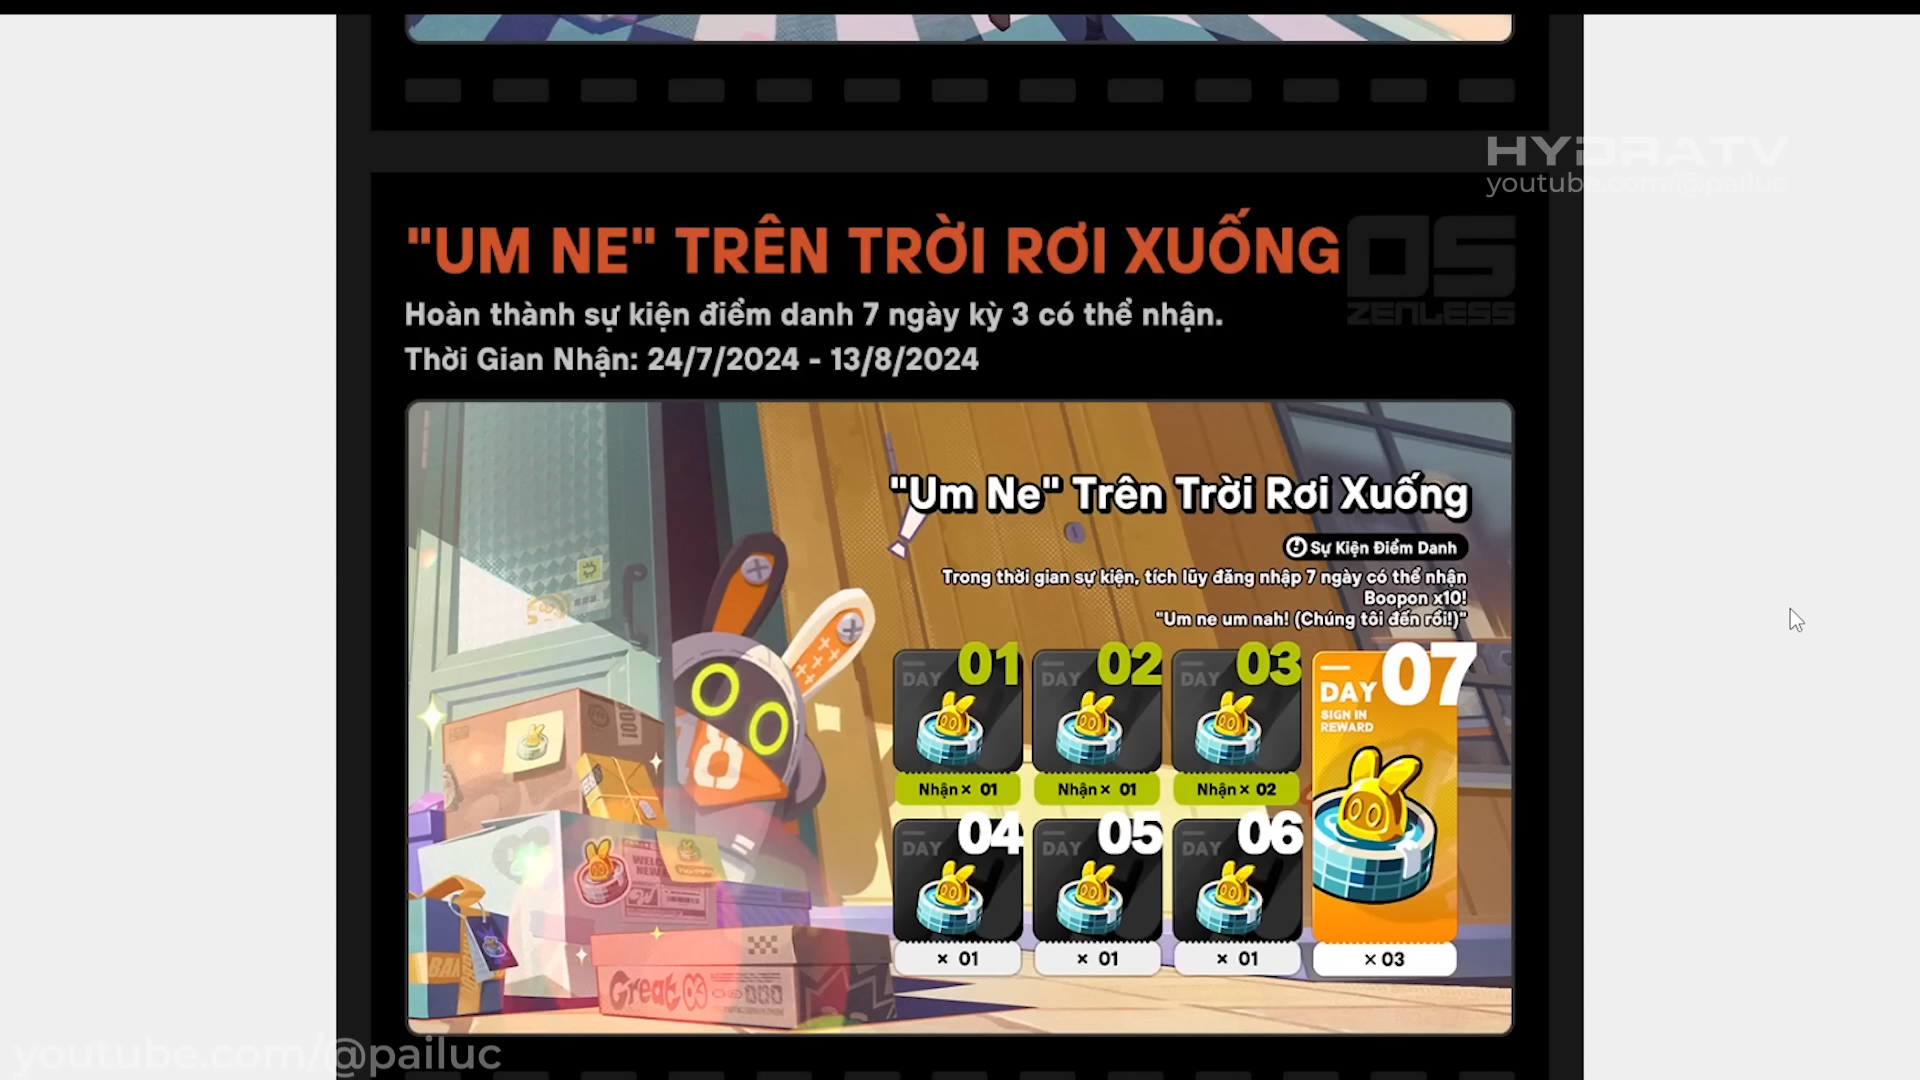 HYDRATV
youtube.com/@pailuc
"UM NE" TRÊN TRỜI RƠI XUỐNG
ZENLESS
Hoàn thành sự kiện điểm danh 7 ngày kỳ 3 có thể nhận.
Thời Gian Nhận: 24/7/2024 - 13/8/2024
"Um Ne" Trên Trời Rơi Xuống
Sự Kiện Điểm Danh
Trong thời gian sự kiện, tích lũy đăng nhập 7 ngày có thể nhận
Boopon x10!
"Um ne um nah! (Chúng tôi đến rồi!)"
DAY 01
DAY 02
DAY 03
DAY 07
SIGN IN
REWARD
Nhận × 01
Nhận × 01
Nhận × 02
DAY 04
DAY 05
DAY 06
× 01
× 01
× 01
× 03
Great
youtube.com/@pailuc